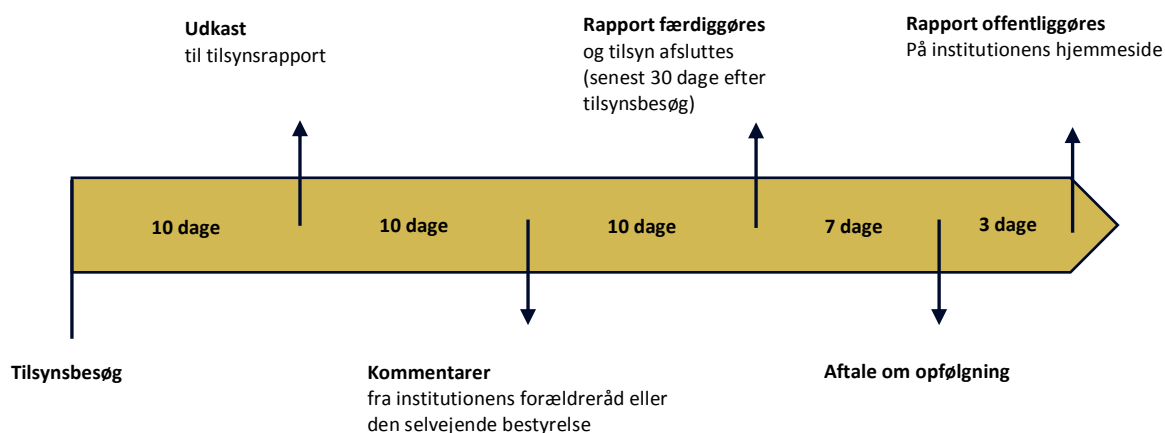 Udkast
til tilsynsrapport
Rapport færdiggøres
og tilsyn afsluttes
(senest 30 dage efter
tilsynsbesøg)
Rapport offentliggøres
På institutionens hjemmeside
10 dage
10 dage
10 dage
7 dage
3 dage
Tilsynsbesøg
Kommentarer
fra institutionens forældreråd eller
den selvejende bestyrelse
Aftale om opfølgning